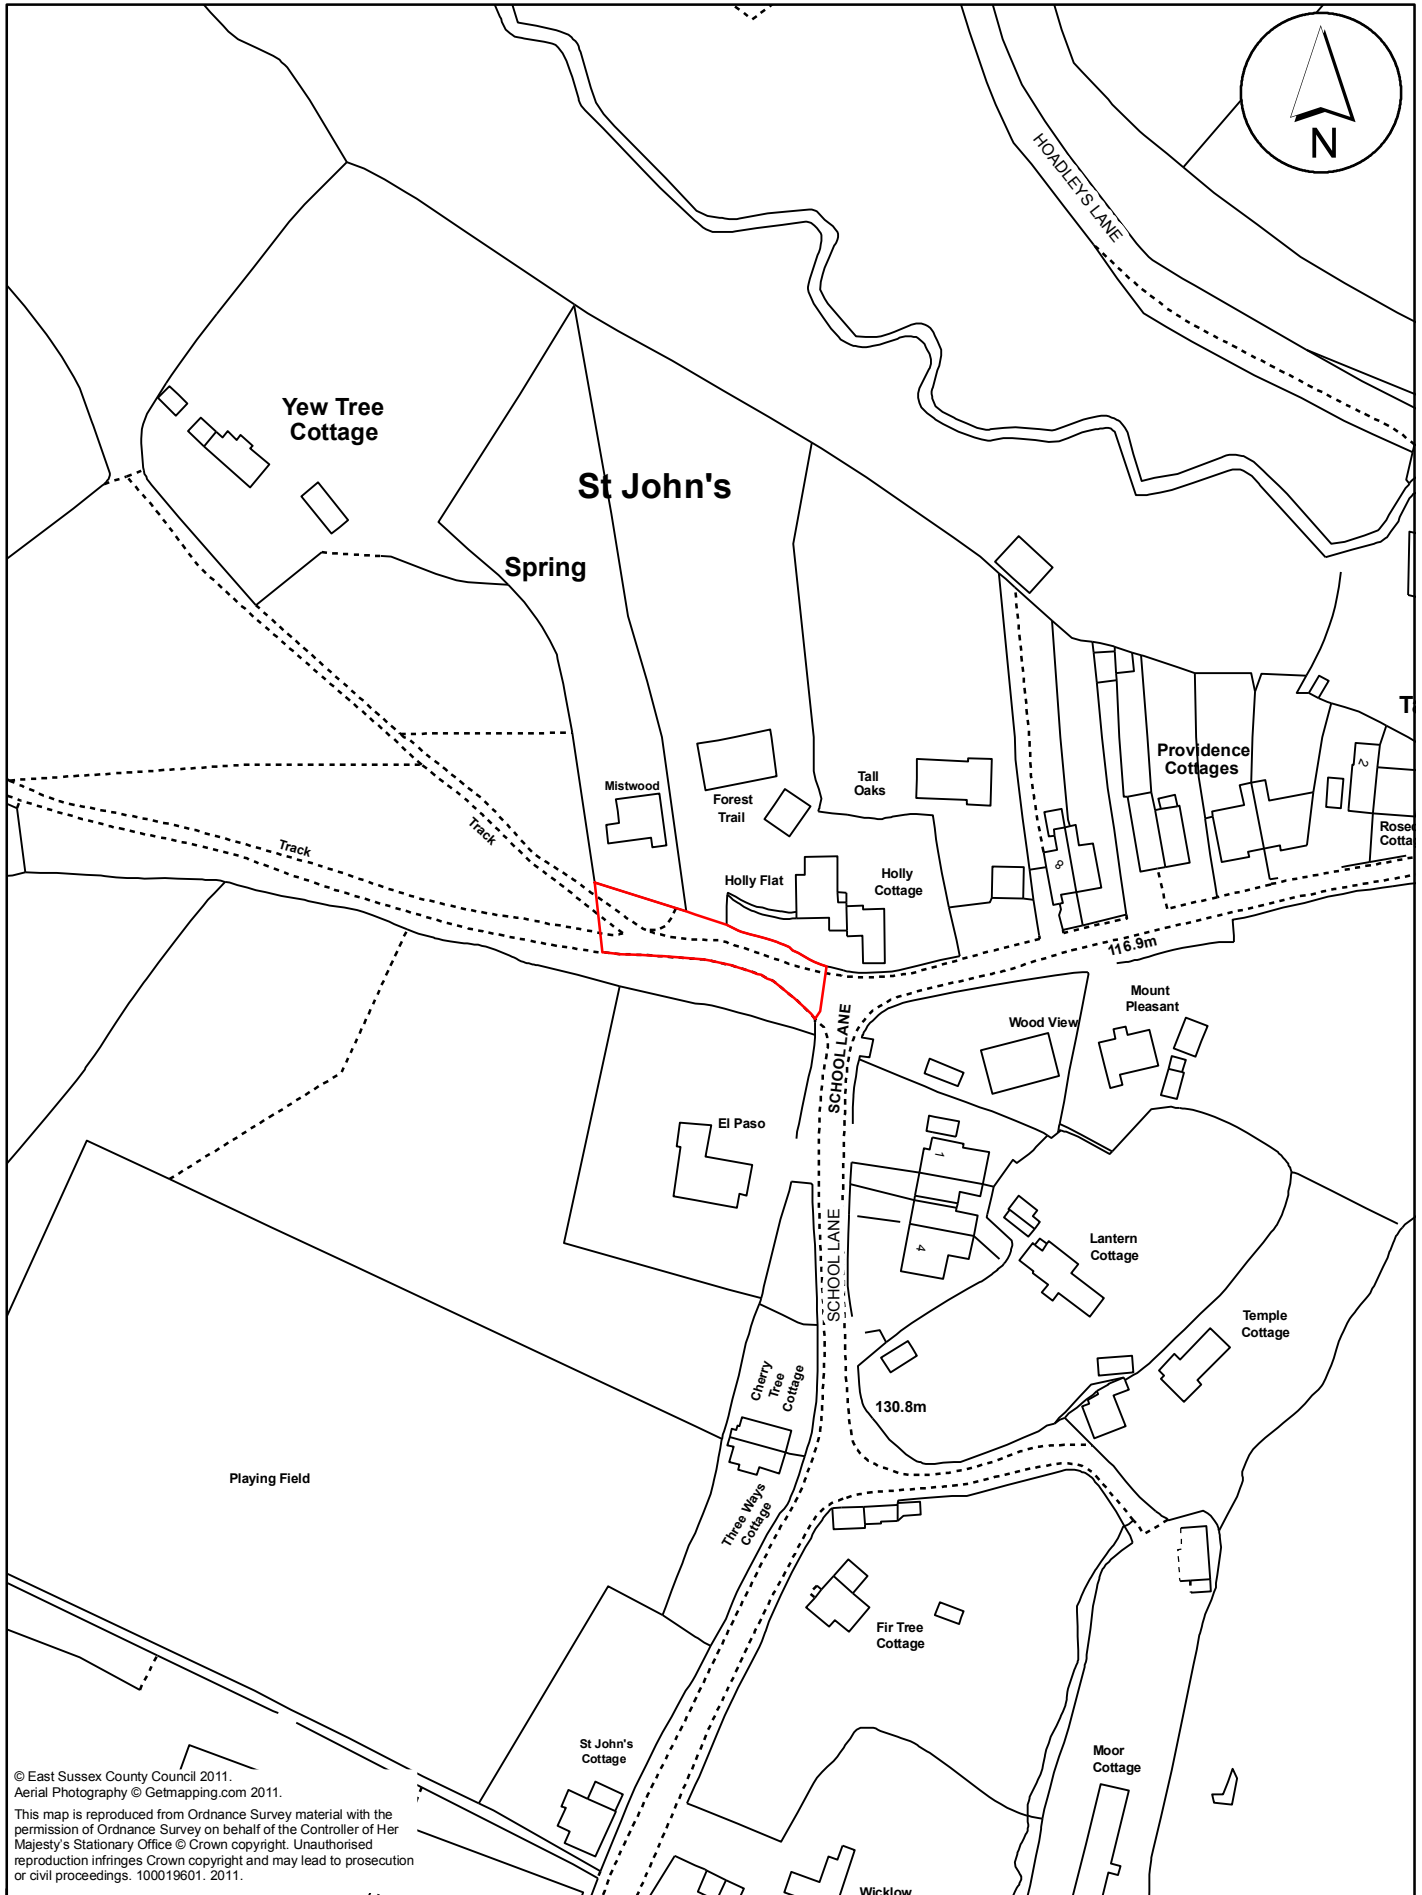 N
HOADLEYS LANE
Yew Tree
Cottage
St John's
Spring
Providence
Cottages
2
Mistwood
Forest
Trail
Tall
Oaks
Track
Track
Holly Flat
Holly
Cottage
8
116.9m
Mount
Pleasant
Wood View
SCHOOL LANE
El Paso
1
4
SCHOOL LANE
Lantern
Cottage
Temple
Cottage
Cherry
Tree
Cottage
130.8m
Playing Field
Three Ways
Cottage
Fir Tree
Cottage
St John's
Cottage
Moor
Cottage
Wicklow
© East Sussex County Council 2011.
Aerial Photography © Getmapping.com 2011.
This map is reproduced from Ordnance Survey material with the
permission of Ordnance Survey on behalf of the Controller of Her
Majesty's Stationary Office © Crown copyright. Unauthorised
reproduction infringes Crown copyright and may lead to prosecution
or civil proceedings. 100019601. 2011.